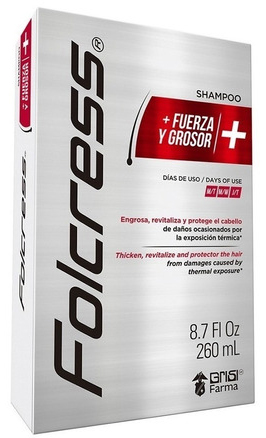 Folcress®
SHAMPOO
+ FUERZA
Y GROSOR
+
DÍAS DE USO / DAYS OF USE
M/T M/W J/T
Engrosa, revitaliza y protege el cabello
de daños ocasionados por
la exposición térmica*
Thicken, revitalize and protector the hair
from damages caused by
thermal exposure*
8.7 Fl Oz
260 mL
GRISI®
Farma